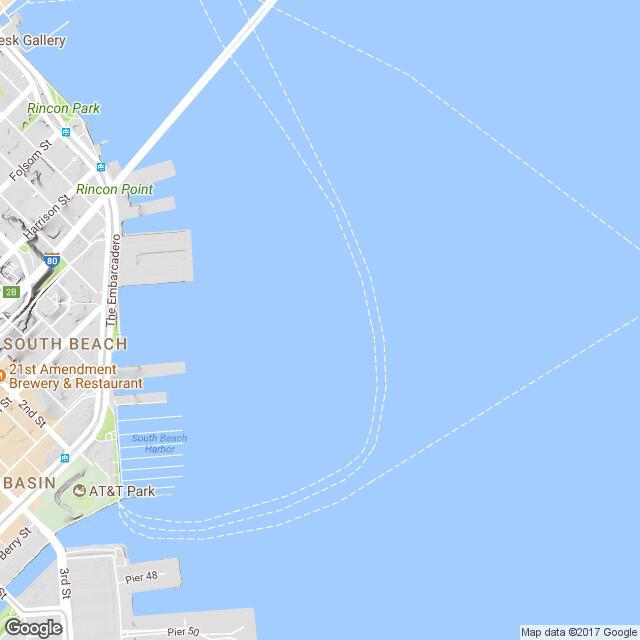 esk Gallery
Rincon Park
Folsom St
Rincon Point
Harrison St
80
The Embarcadero
2B
SOUTH BEACH
21st Amendment
Brewery & Restaurant
2nd St
St
South Beach
Harbor
BASIN
AT&T Park
Berry St
3rd St
St
Pier 48
Pier 50
Google
Map data ©2017 Google